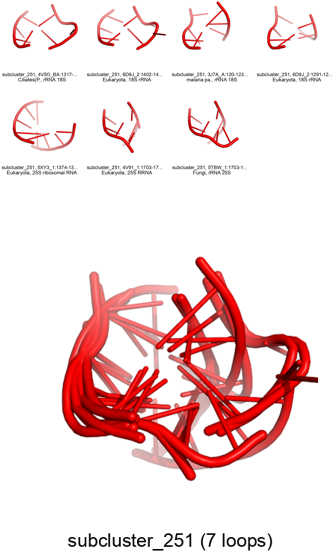 subcluster_251, 4V5O_BA:1317-...
Ciliates(P., rRNA 18S
subcluster_251, 6D9J_2:1402-14...
Eukaryota, 18S rRNA
subcluster_251, 3J7A_A:120-123...
malaria pa., rRNA 18S
subcluster_251, 6D9J_2:1291-12...
Eukaryota, 18S rRNA
subcluster_251, 5XY3_1:1374-13...
Eukaryota, 25S ribosomal RNA
subcluster_251, 4V91_1:1703-17...
Eukaryota, 25S RRNA
subcluster_251, 5TBW_1:1703-1...
Fungi, rRNA 25S
subcluster_251 (7 loops)